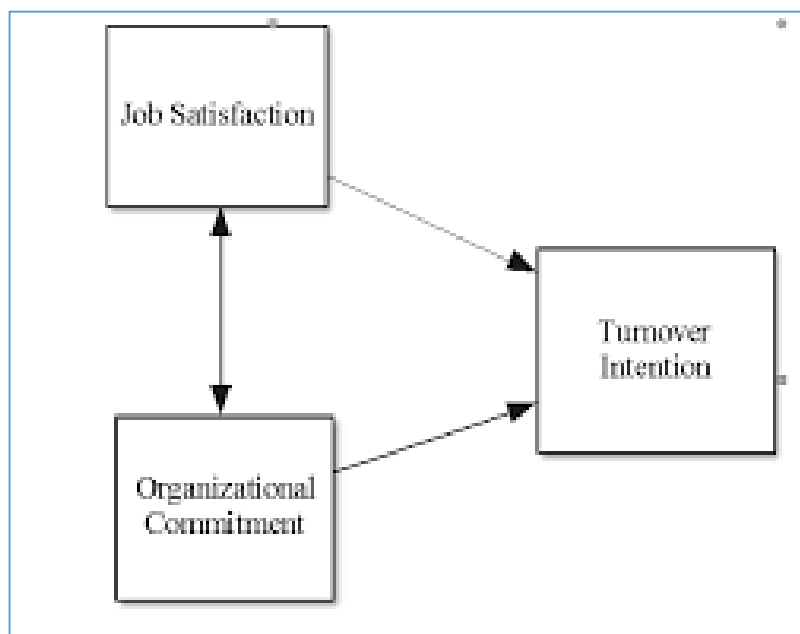 Job Satisfaction
Turnover
Intention
Organizational
Commitment